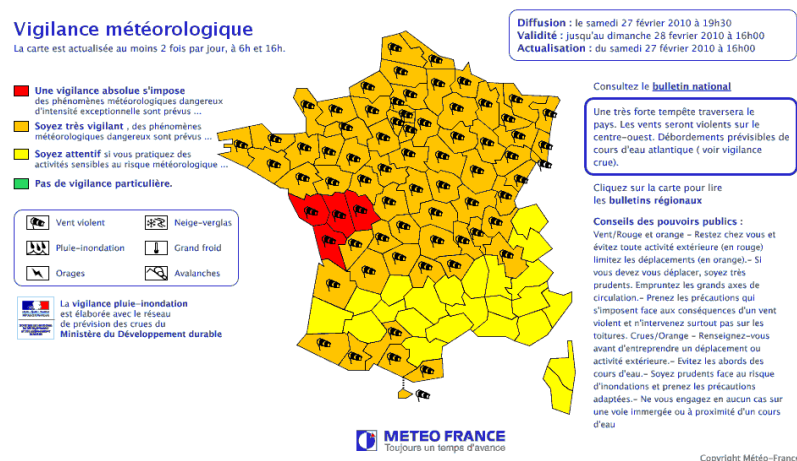 Vigilance météorologique
La carte est actualisée au moins 2 fois par jour, à 6h et 16h.
Diffusion : le samedi 27 février 2010 à 19h30
Validité : jusqu'au dimanche 28 fevrier 2010 à 16h00
Actualisation : du samedi 27 février 2010 à 16h00
Une vigilance absolue s'impose
des phénomènes météorologiques dangereux
d'intensité exceptionnelle sont prévus ...
Soyez très vigilant , des phénomènes
météorologiques dangereux sont prévus ...
Soyez attentif si vous pratiquez des
activités sensibles au risque météorologique ...
Pas de vigilance particulière.
Vent violent
Neige-verglas
Pluie-inondation
Grand froid
Orages
Avalanches
La vigilance pluie-inondation
est élaborée avec le réseau
de prévision des crues du
Ministère du Développement durable
Consultez le bulletin national
Une très forte tempête traversera le
pays. Les vents seront violents sur le
centre-ouest. Débordements prévisibles de
cours d'eau atlantique ( voir vigilance
crue).
Cliquez sur la carte pour lire
les bulletins régionaux
Conseils des pouvoirs publics :
Vent/Rouge et orange - Restez chez vous et
évitez toute activité extérieure (en rouge)
limitez les déplacements (en orange).- Si
vous devez vous déplacer, soyez très
prudents. Empruntez les grands axes de
circulation.- Prenez les précautions qui
s'imposent face aux conséquences d'un vent
violent et n'intervenez surtout pas sur les
toitures. Crues/Orange - Renseignez-vous
avant d'entreprendre un déplacement ou
activité extérieure.- Evitez les abords des
cours d'eau.- Soyez prudents face au risque
d'inondations et prenez les précautions
adaptées.- Ne vous engagez en aucun cas sur
une voie immergée ou à proximité d'un cours
d'eau
METEO FRANCE
Toujours un temps d'avance
Copyright Météo-France